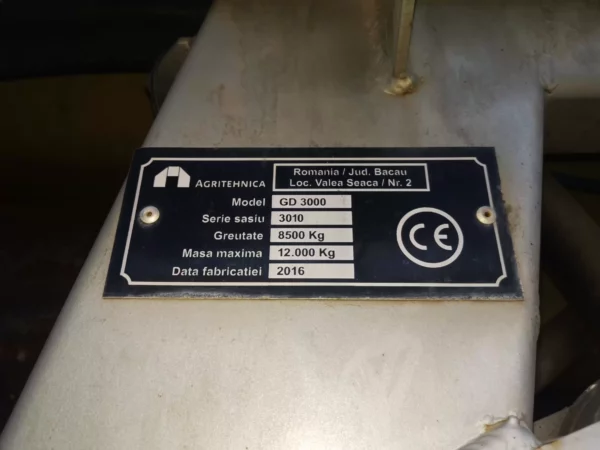 AGRITEHNICA
Romania / Jud. Bacau
Loc. Valea Seaca / Nr. 2
Model GD 3000
Serie sasiu 3010
Greutate 8500 Kg
Masa maxima 12.000 Kg
Data fabricatiei 2016
CE